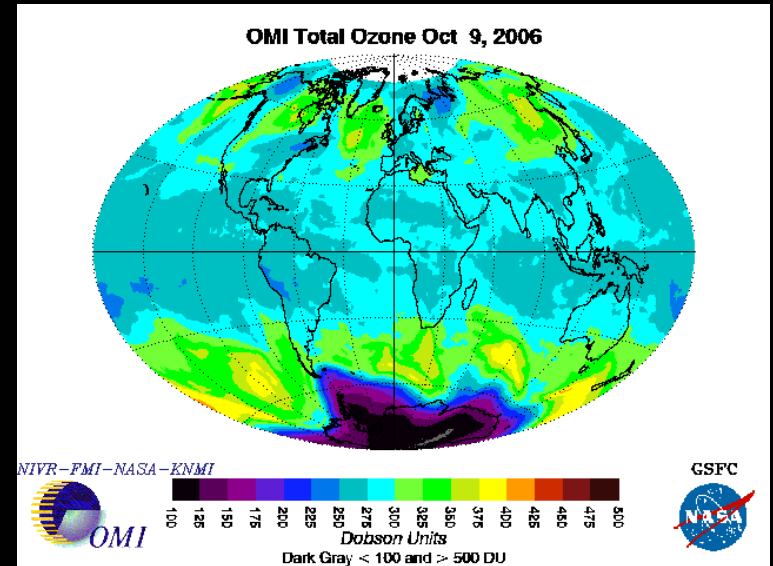 OMI Total Ozone Oct 9, 2006
NIVR-FMI-NASA-KNMI
GSFC
OMI
100 125 150 175 200 225 250 275 300 325 350 375 400 425 450 475 500
Dobson Units
Dark Gray < 100 and > 500 DU
NASA